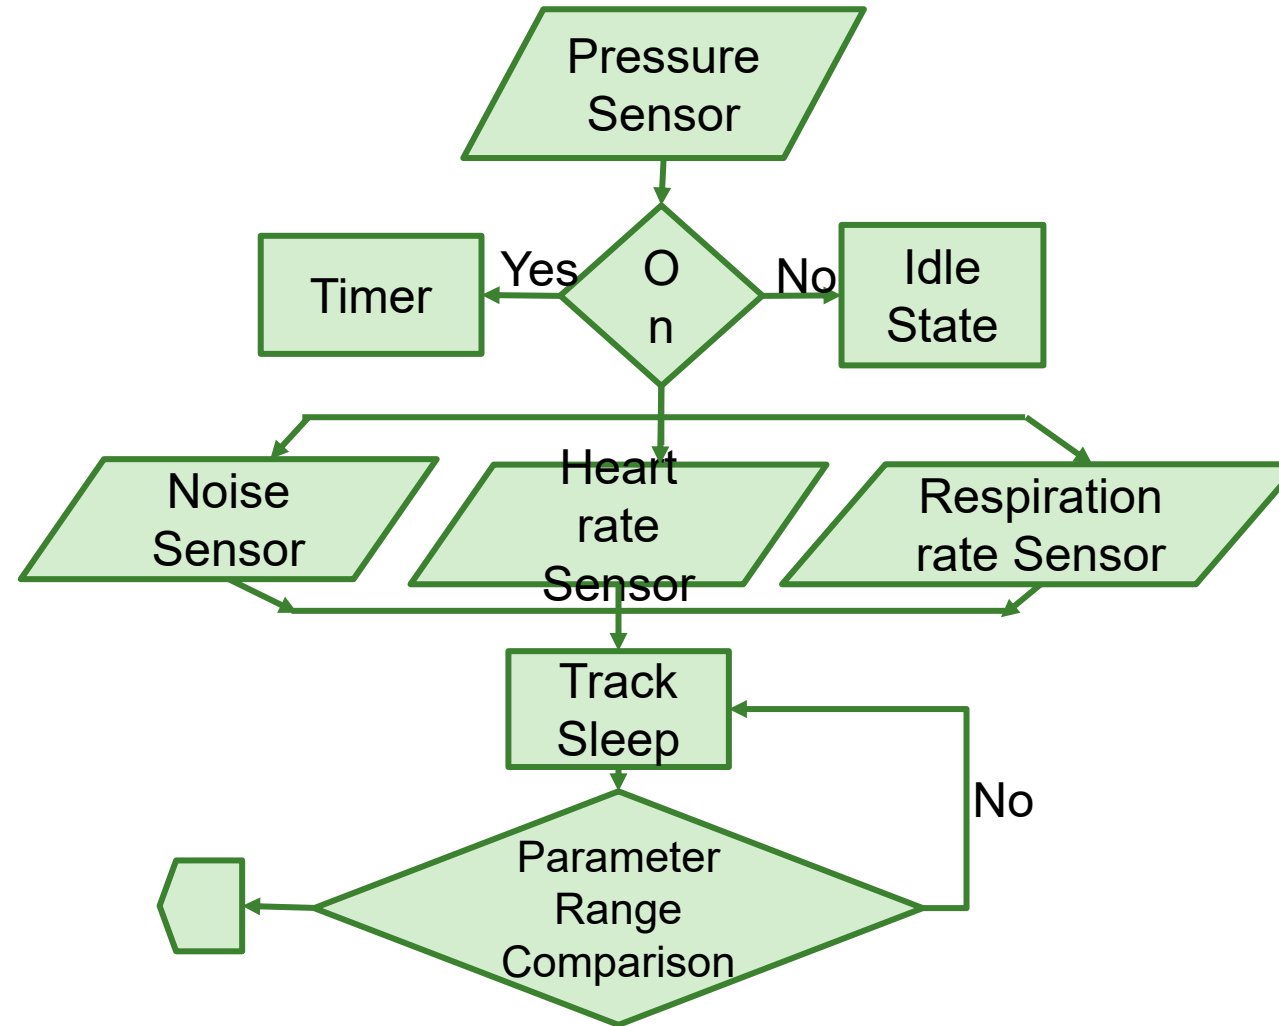 Pressure
Sensor
Timer
Yes
O
n
No
Idle
State
Noise
Sensor
Heart
rate
Sensor
Respiration
rate Sensor
Track
Sleep
No
Parameter
Range
Comparison